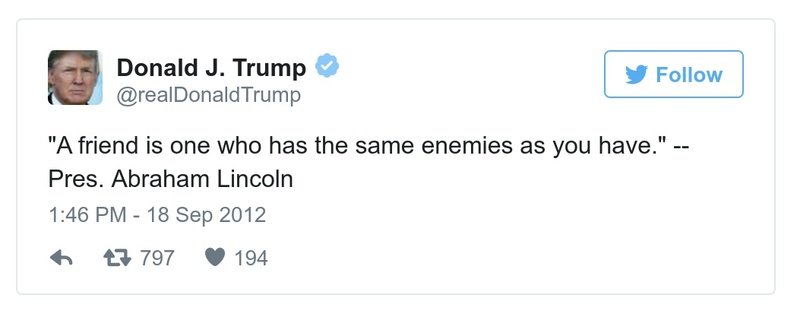 Donald J. Trump
@realDonaldTrump
Follow
"A friend is one who has the same enemies as you have." --
Pres. Abraham Lincoln
1:46 PM - 18 Sep 2012
797 194